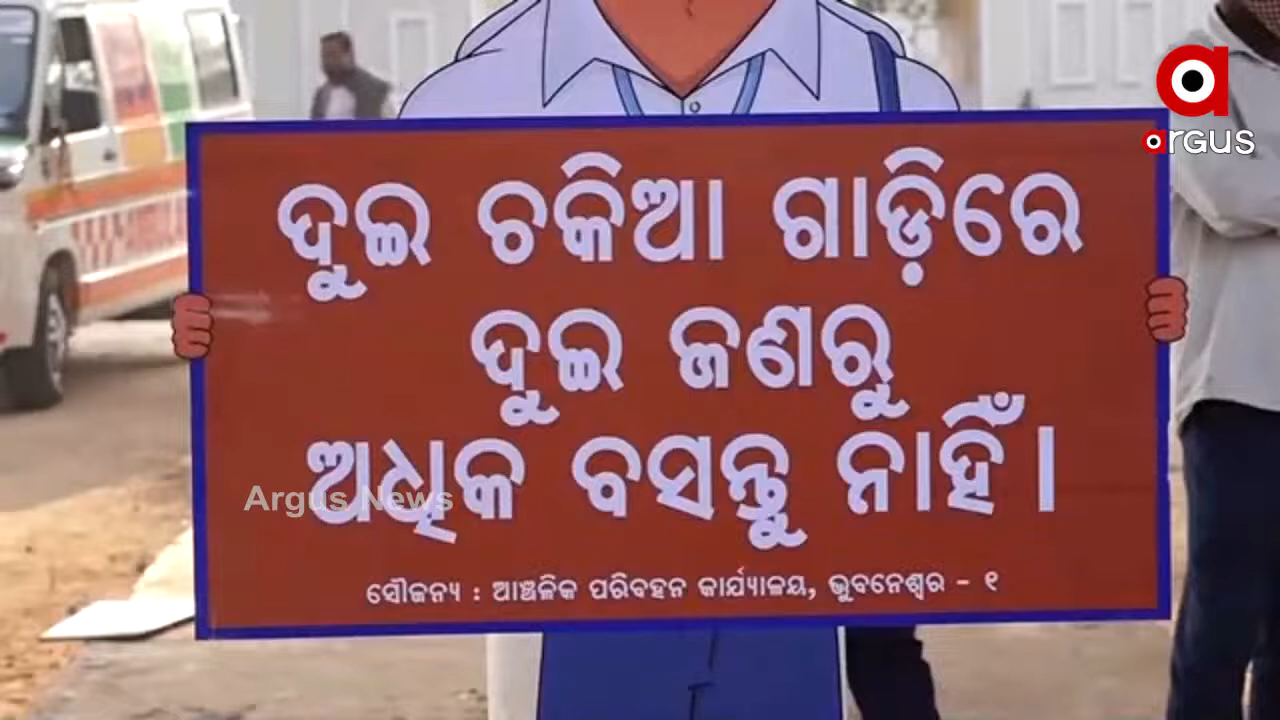 ଦୁଇ ଚକିଆ ଗାଡ଼ିରେ
ଦୁଇ ଜଣରୁ
ଅଧିକ ବସନ୍ତୁ ନାହିଁ।
ସୌଜନ୍ୟ : ଆଞ୍ଚଳିକ ପରିବହନ କାର୍ଯ୍ୟାଳୟ, ଭୁବନେଶ୍ୱର - ୧
argus
Argus News